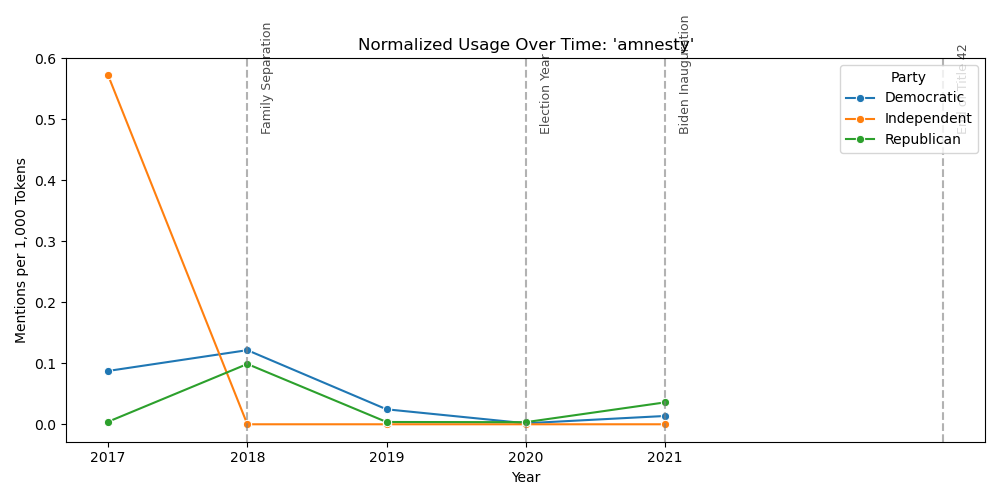 Normalized Usage Over Time: 'amnesty'
Mentions per 1,000 Tokens
0.6
0.5
0.4
0.3
0.2
0.1
0.0
Family Separation
Election Year
Biden Inauguration
Title 42
Party
Democratic
Independent
Republican
2017
2018
2019
2020
2021
Year